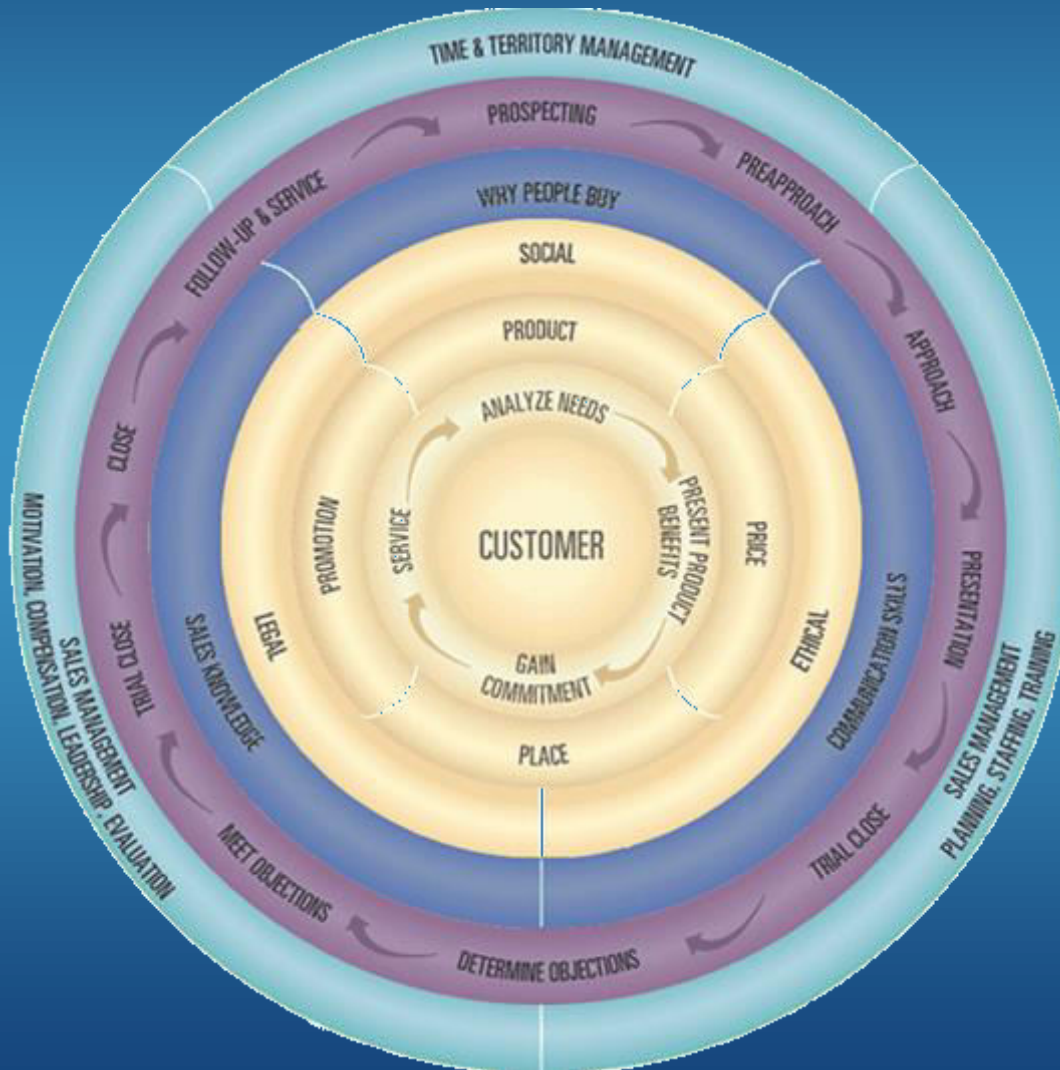 TIME & TERRITORY MANAGEMENT
PROSPECTING
PREAPPROACH
APPROACH
PRESENTATION
TRIAL CLOSE
DETERMINE OBJECTIONS
MEET OBJECTIONS
TRIAL CLOSE
CLOSE
FOLLOW-UP & SERVICE
WHY PEOPLE BUY
COMMUNICATION SKILLS
SALES KNOWLEDGE
SOCIAL
ETHICAL
LEGAL
PRODUCT
PRICE
PLACE
PROMOTION
ANALYZE NEEDS
PRESENT PRODUCT
BENEFITS
GAIN
COMMITMENT
SERVICE
CUSTOMER
SALES MANAGEMENT
PLANNING, STAFFING, TRAINING
SALES MANAGEMENT
MOTIVATION, COMPENSATION, LEADERSHIP, EVALUATION